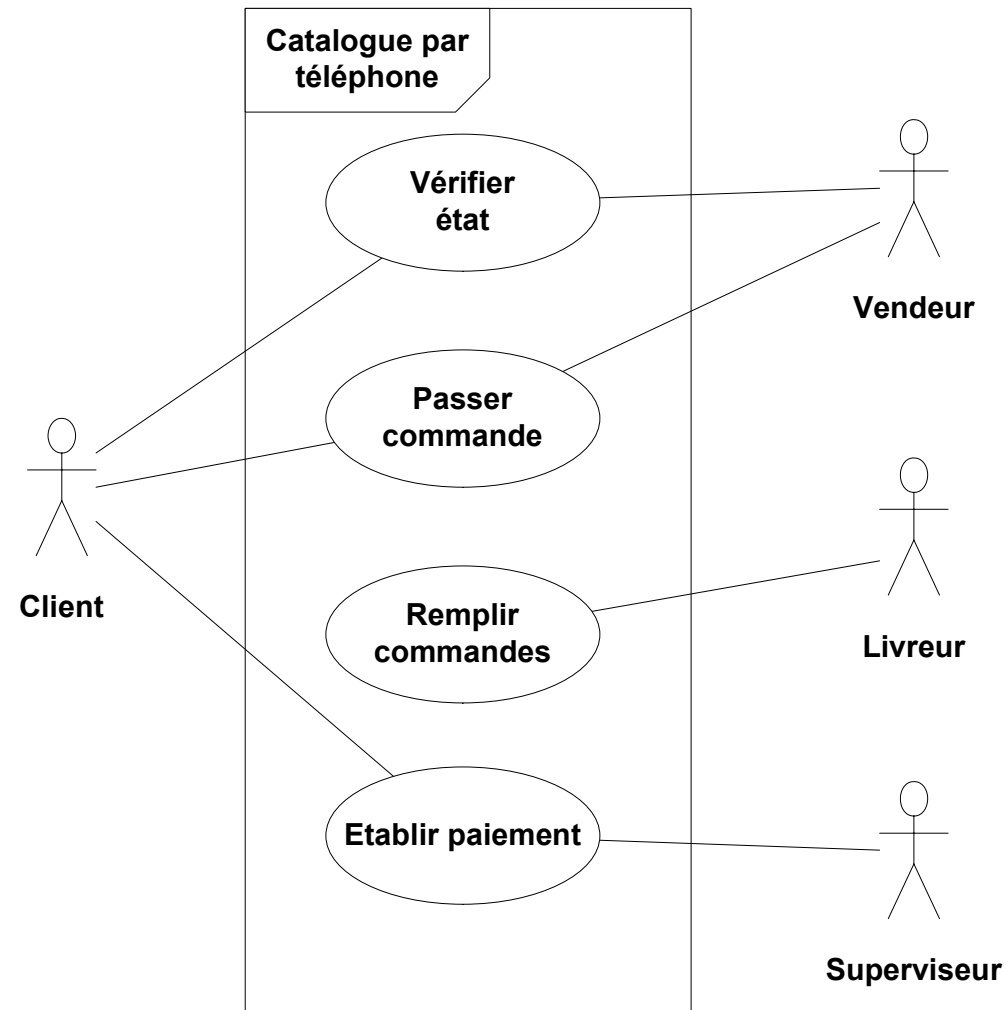 Catalogue par
téléphone
Vérifier
état
Vendeur
Passer
commande
Client
Remplir
commandes
Livreur
Etablir paiement
Superviseur